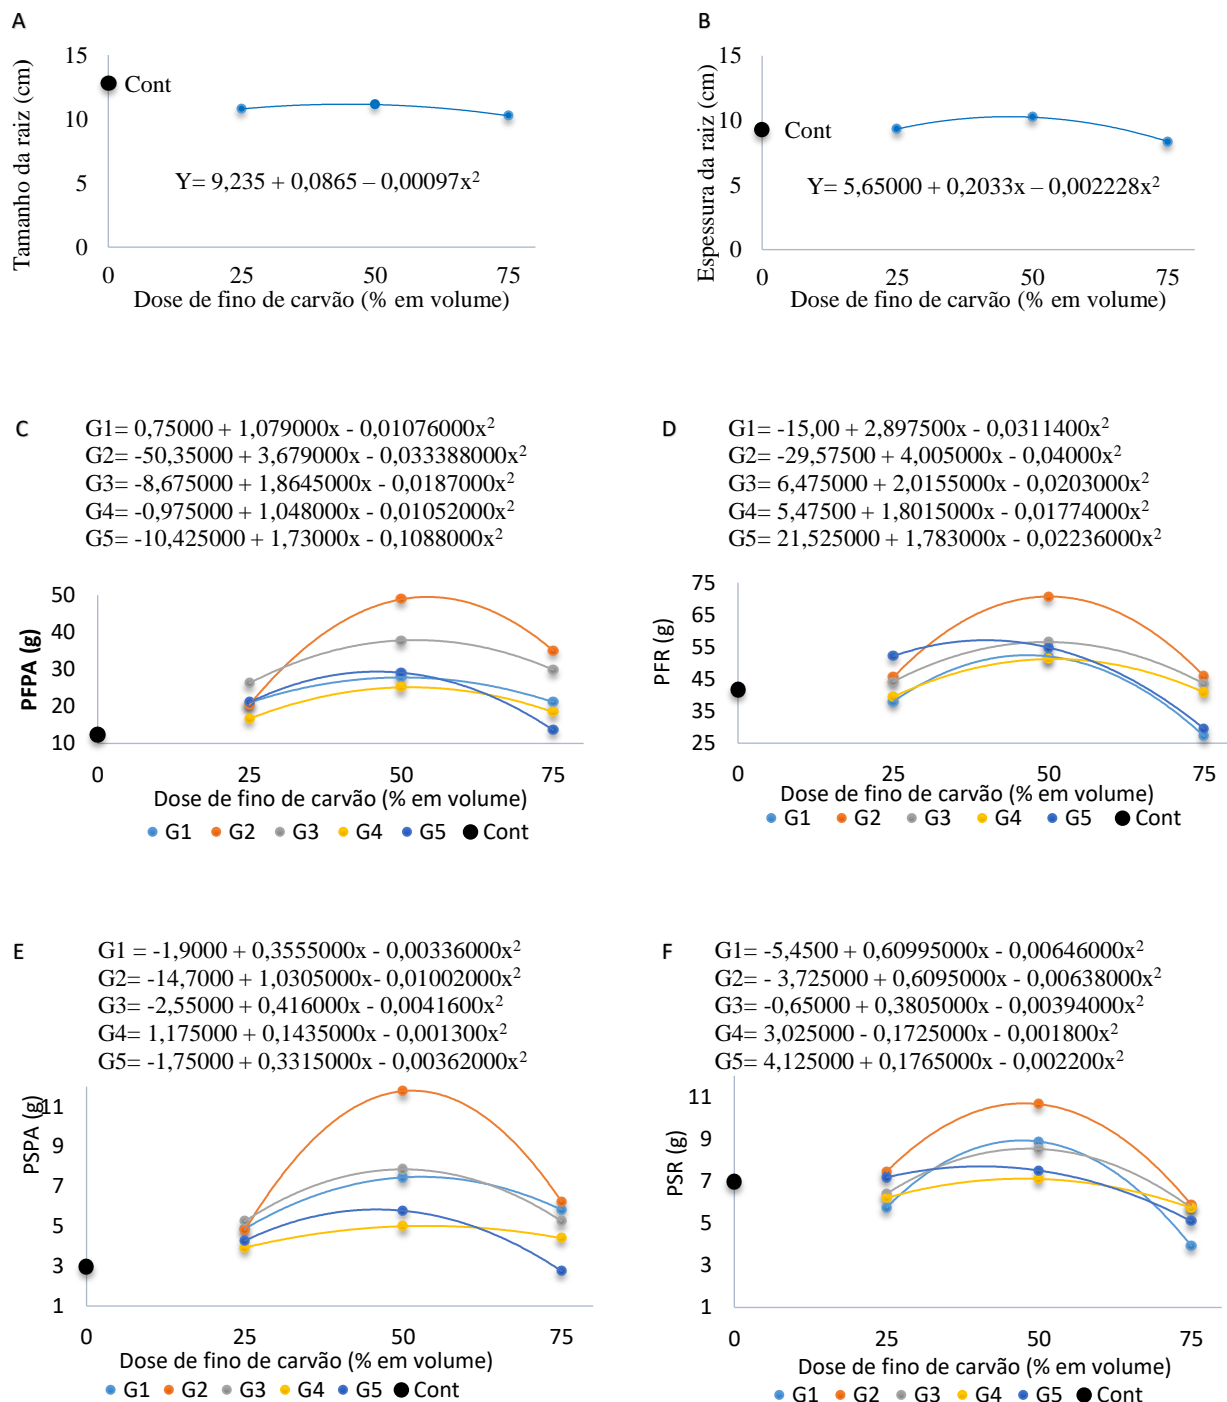 A
15
Cont
10
Y= 9,235 + 0,0865 – 0,00097x²
5
0
0 25 50 75
Tamanho da raiz (cm)
Dose de fino de carvão (% em volume)
B
15
10
Cont
Y= 5,65000 + 0,2033x – 0,002228x²
5
0
0 25 50 75
Espessura da raiz (cm)
Dose de fino de carvão (% em volume)
C
G1= 0,75000 + 1,079000x - 0,01076000x²
G2= -50,35000 + 3,679000x - 0,033388000x²
G3= -8,675000 + 1,8645000x - 0,0187000x²
G4= -0,975000 + 1,048000x - 0,01052000x²
G5= -10,425000 + 1,73000x - 0,1088000x²
50
40
30
20
10
PFPA (g)
0 25 50 75
Dose de fino de carvão (% em volume)
G1 G2 G3 G4 G5 Cont
D
G1= -15,00 + 2,897500x - 0,0311400x²
G2= -29,57500 + 4,005000x - 0,04000x²
G3= 6,475000 + 2,0155000x - 0,0203000x²
G4= 5,47500 + 1,8015000x - 0,01774000x²
G5= 21,525000 + 1,783000x - 0,02236000x²
75
65
55
45
35
25
PFR (g)
0 25 50 75
Dose de fino de carvão (% em volume)
G1 G2 G3 G4 G5 Cont
E
G1 = -1,9000 + 0,3555000x - 0,00336000x²
G2= -14,7000 + 1,0305000x- 0,01002000x²
G3= -2,55000 + 0,416000x - 0,0041600x²
G4= 1,175000 + 0,1435000x - 0,001300x²
G5= -1,75000 + 0,3315000x - 0,00362000x²
11
9
7
5
3
1
PSPA (g)
0 25 50 75
Dose de fino de carvão (% em volume)
G1 G2 G3 G4 G5 Cont
F
G1= -5,4500 + 0,60995000x - 0,00646000x²
G2= - 3,725000 + 0,6095000x - 0,00638000x²
G3= -0,65000 + 0,3805000x - 0,00394000x²
G4= 3,025000 - 0,1725000x - 0,001800x²
G5= 4,125000 + 0,1765000x - 0,002200x²
11
9
7
5
3
1
PSR (g)
0 25 50 75
Dose de fino de carvão (% em volume)
G1 G2 G3 G4 G5 Cont